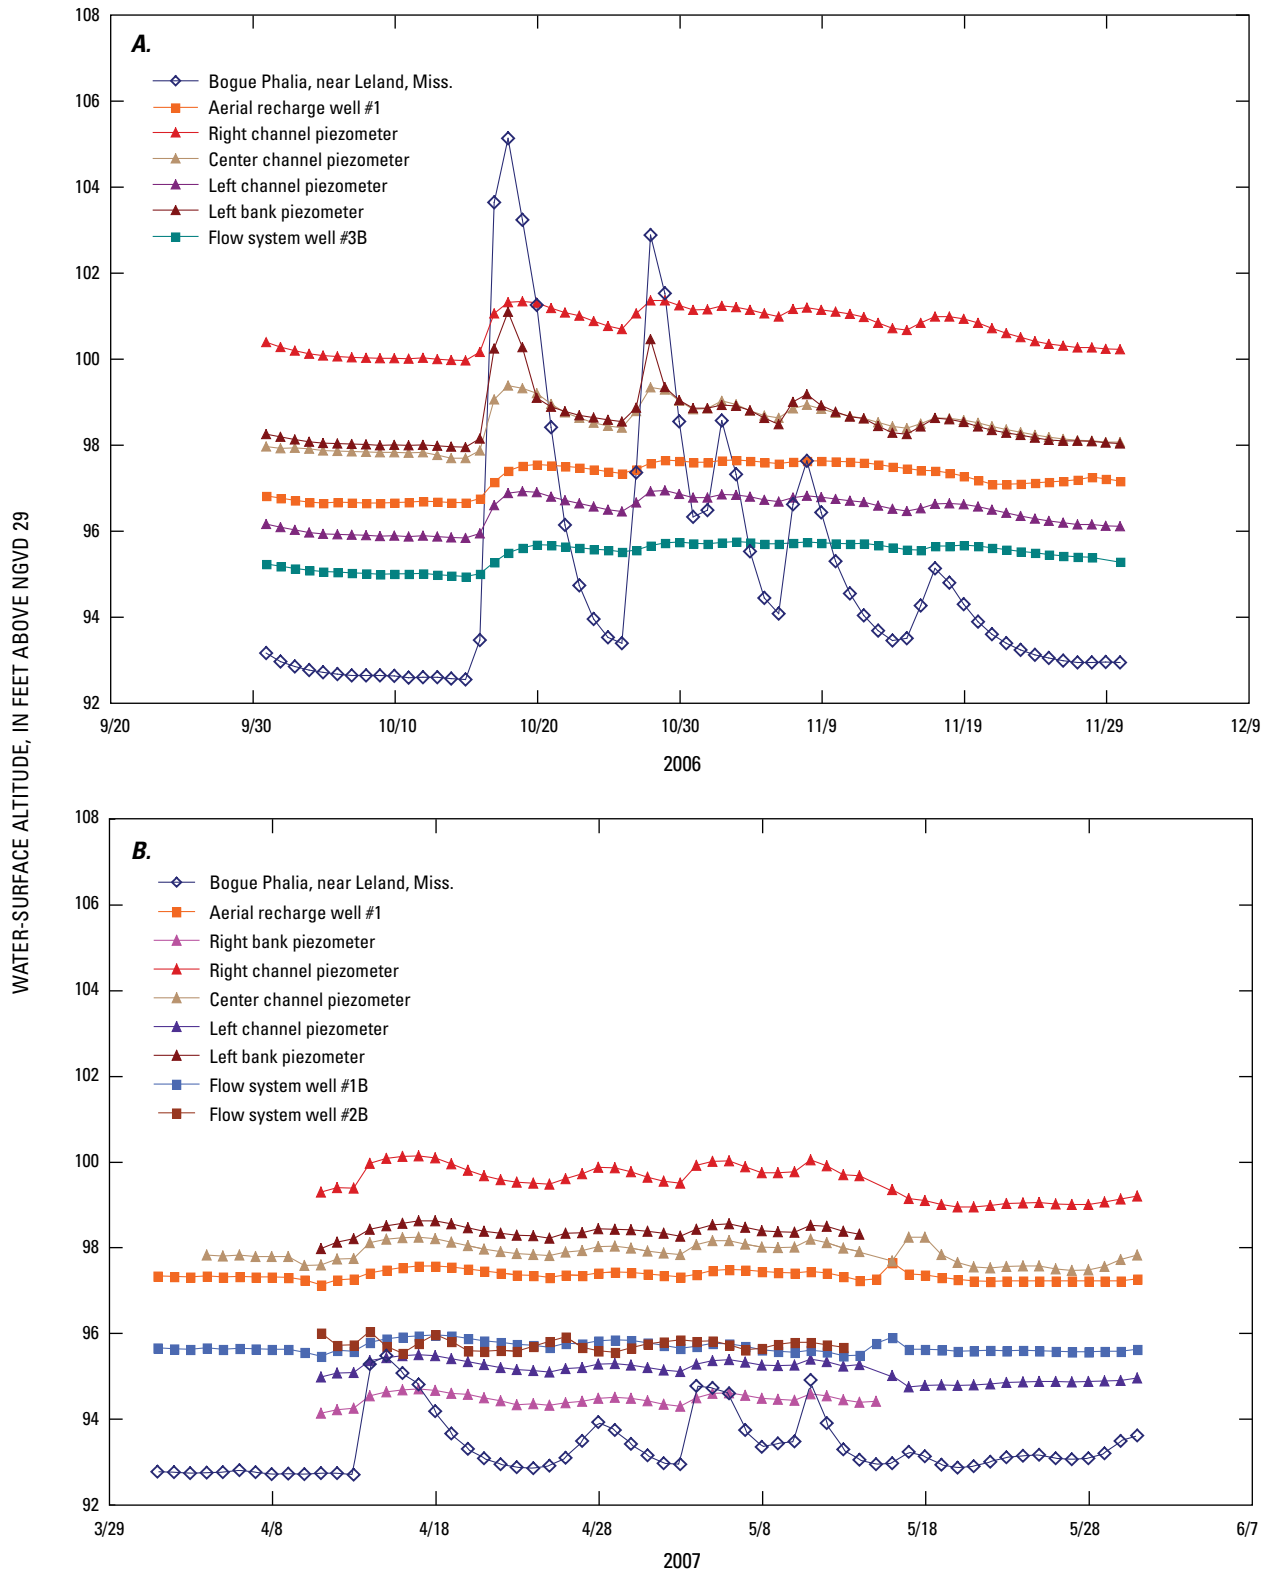 WATER-SURFACE ALTITUDE, IN FEET ABOVE NGVD 29
108
106
104
102
100
98
96
94
92
A.
Bogue Phalia, near Leland, Miss.
Aerial recharge well #1
Right channel piezometer
Center channel piezometer
Left channel piezometer
Left bank piezometer
Flow system well #3B
9/20 9/30 10/10 10/20 10/30 11/9 11/19 11/29 12/9
2006
108
106
104
102
100
98
96
94
92
B.
Bogue Phalia, near Leland, Miss.
Aerial recharge well #1
Right bank piezometer
Right channel piezometer
Center channel piezometer
Left channel piezometer
Left bank piezometer
Flow system well #1B
Flow system well #2B
3/29 4/8 4/18 4/28 5/8 5/18 5/28 6/7
2007